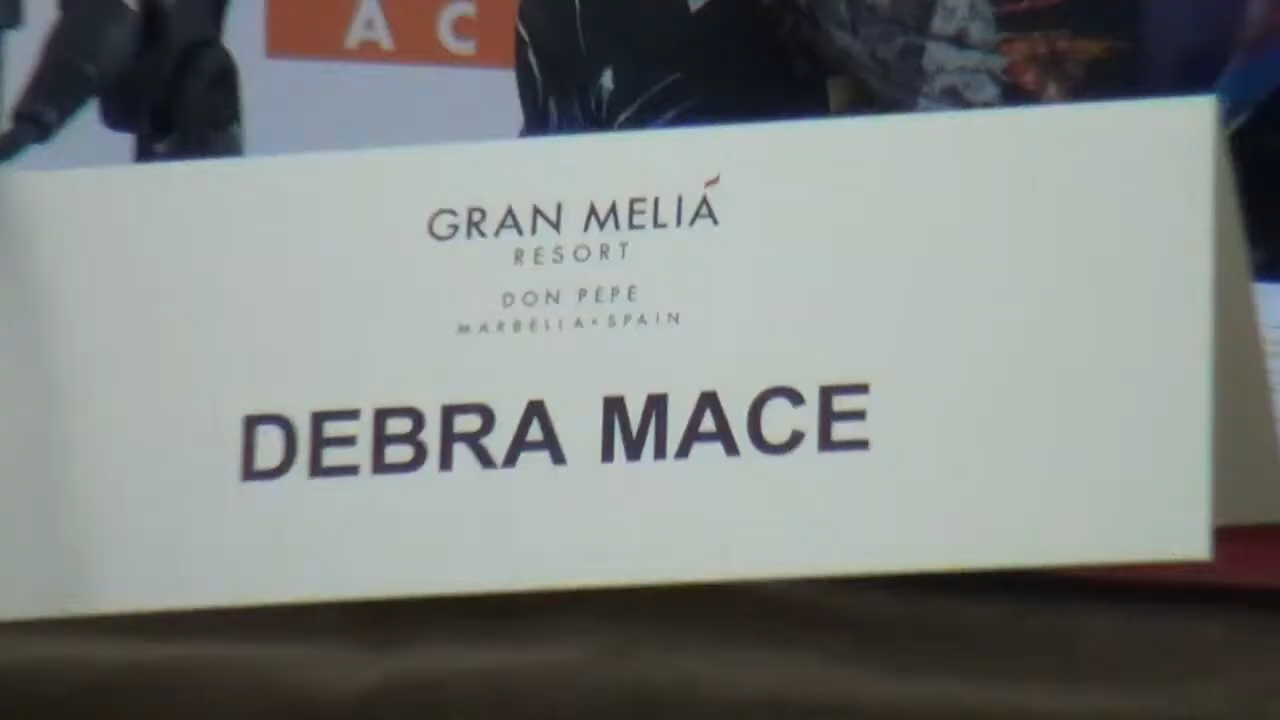 A C
GRAN MELIÁ
RESORT
DON PEPE
MARBELLA • SPAIN
DEBRA MACE